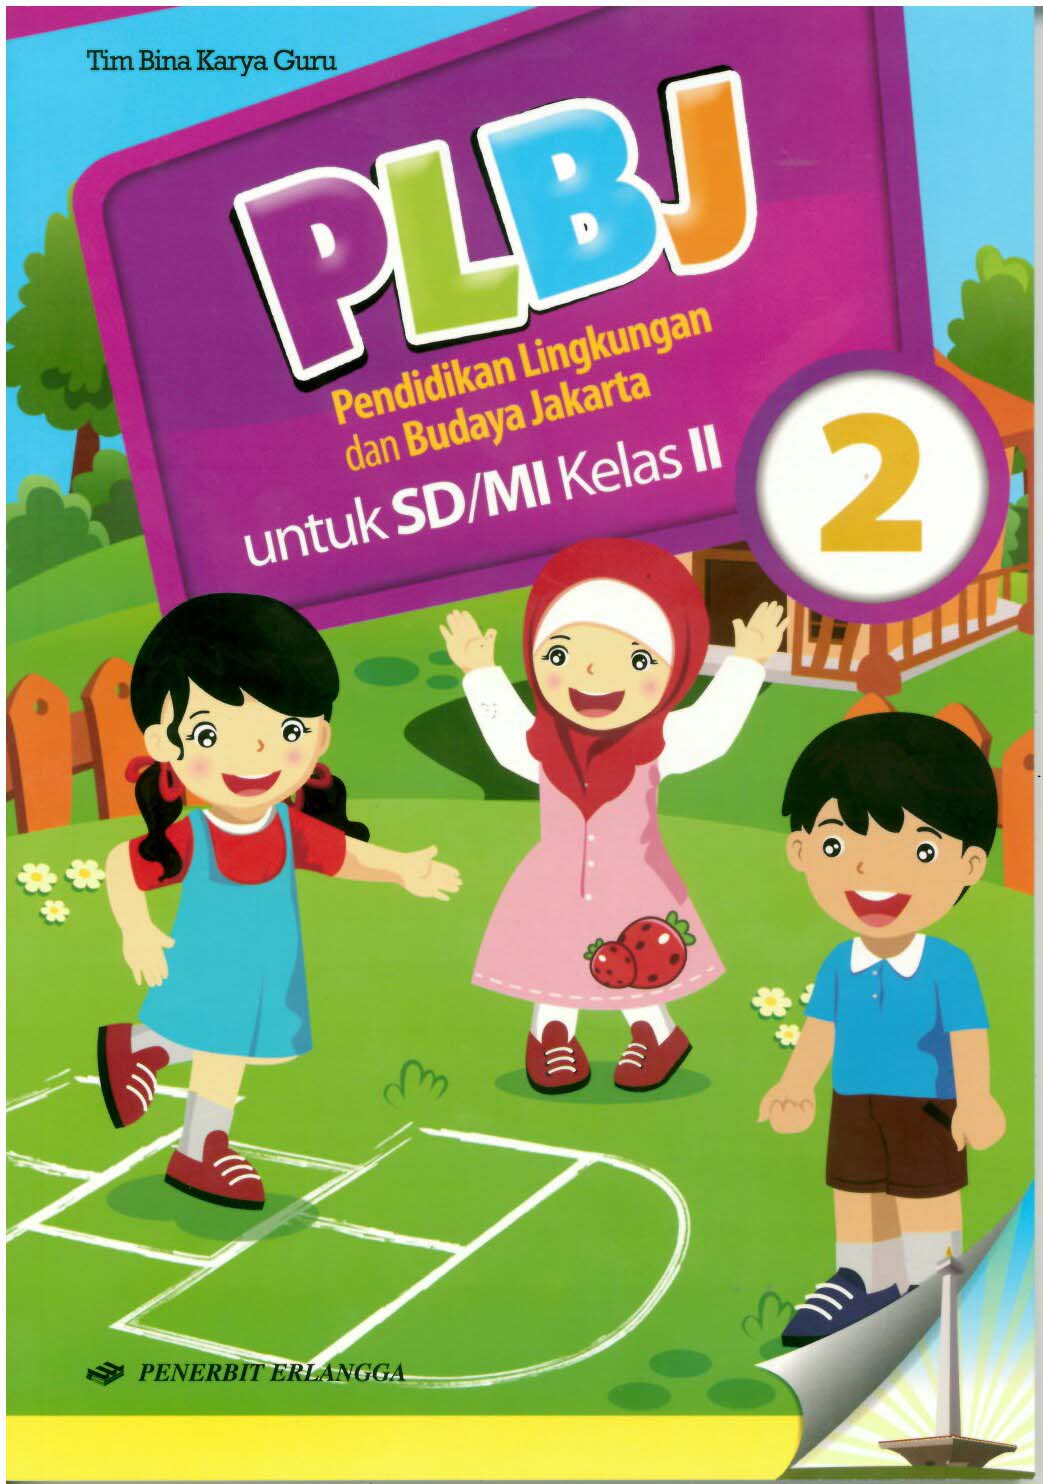 Tim Bina Karya Guru
PLBJ
Pendidikan Lingkungan
dan Budaya Jakarta
untuk SD/MI Kelas II
2
PENERBIT ERLANGGA